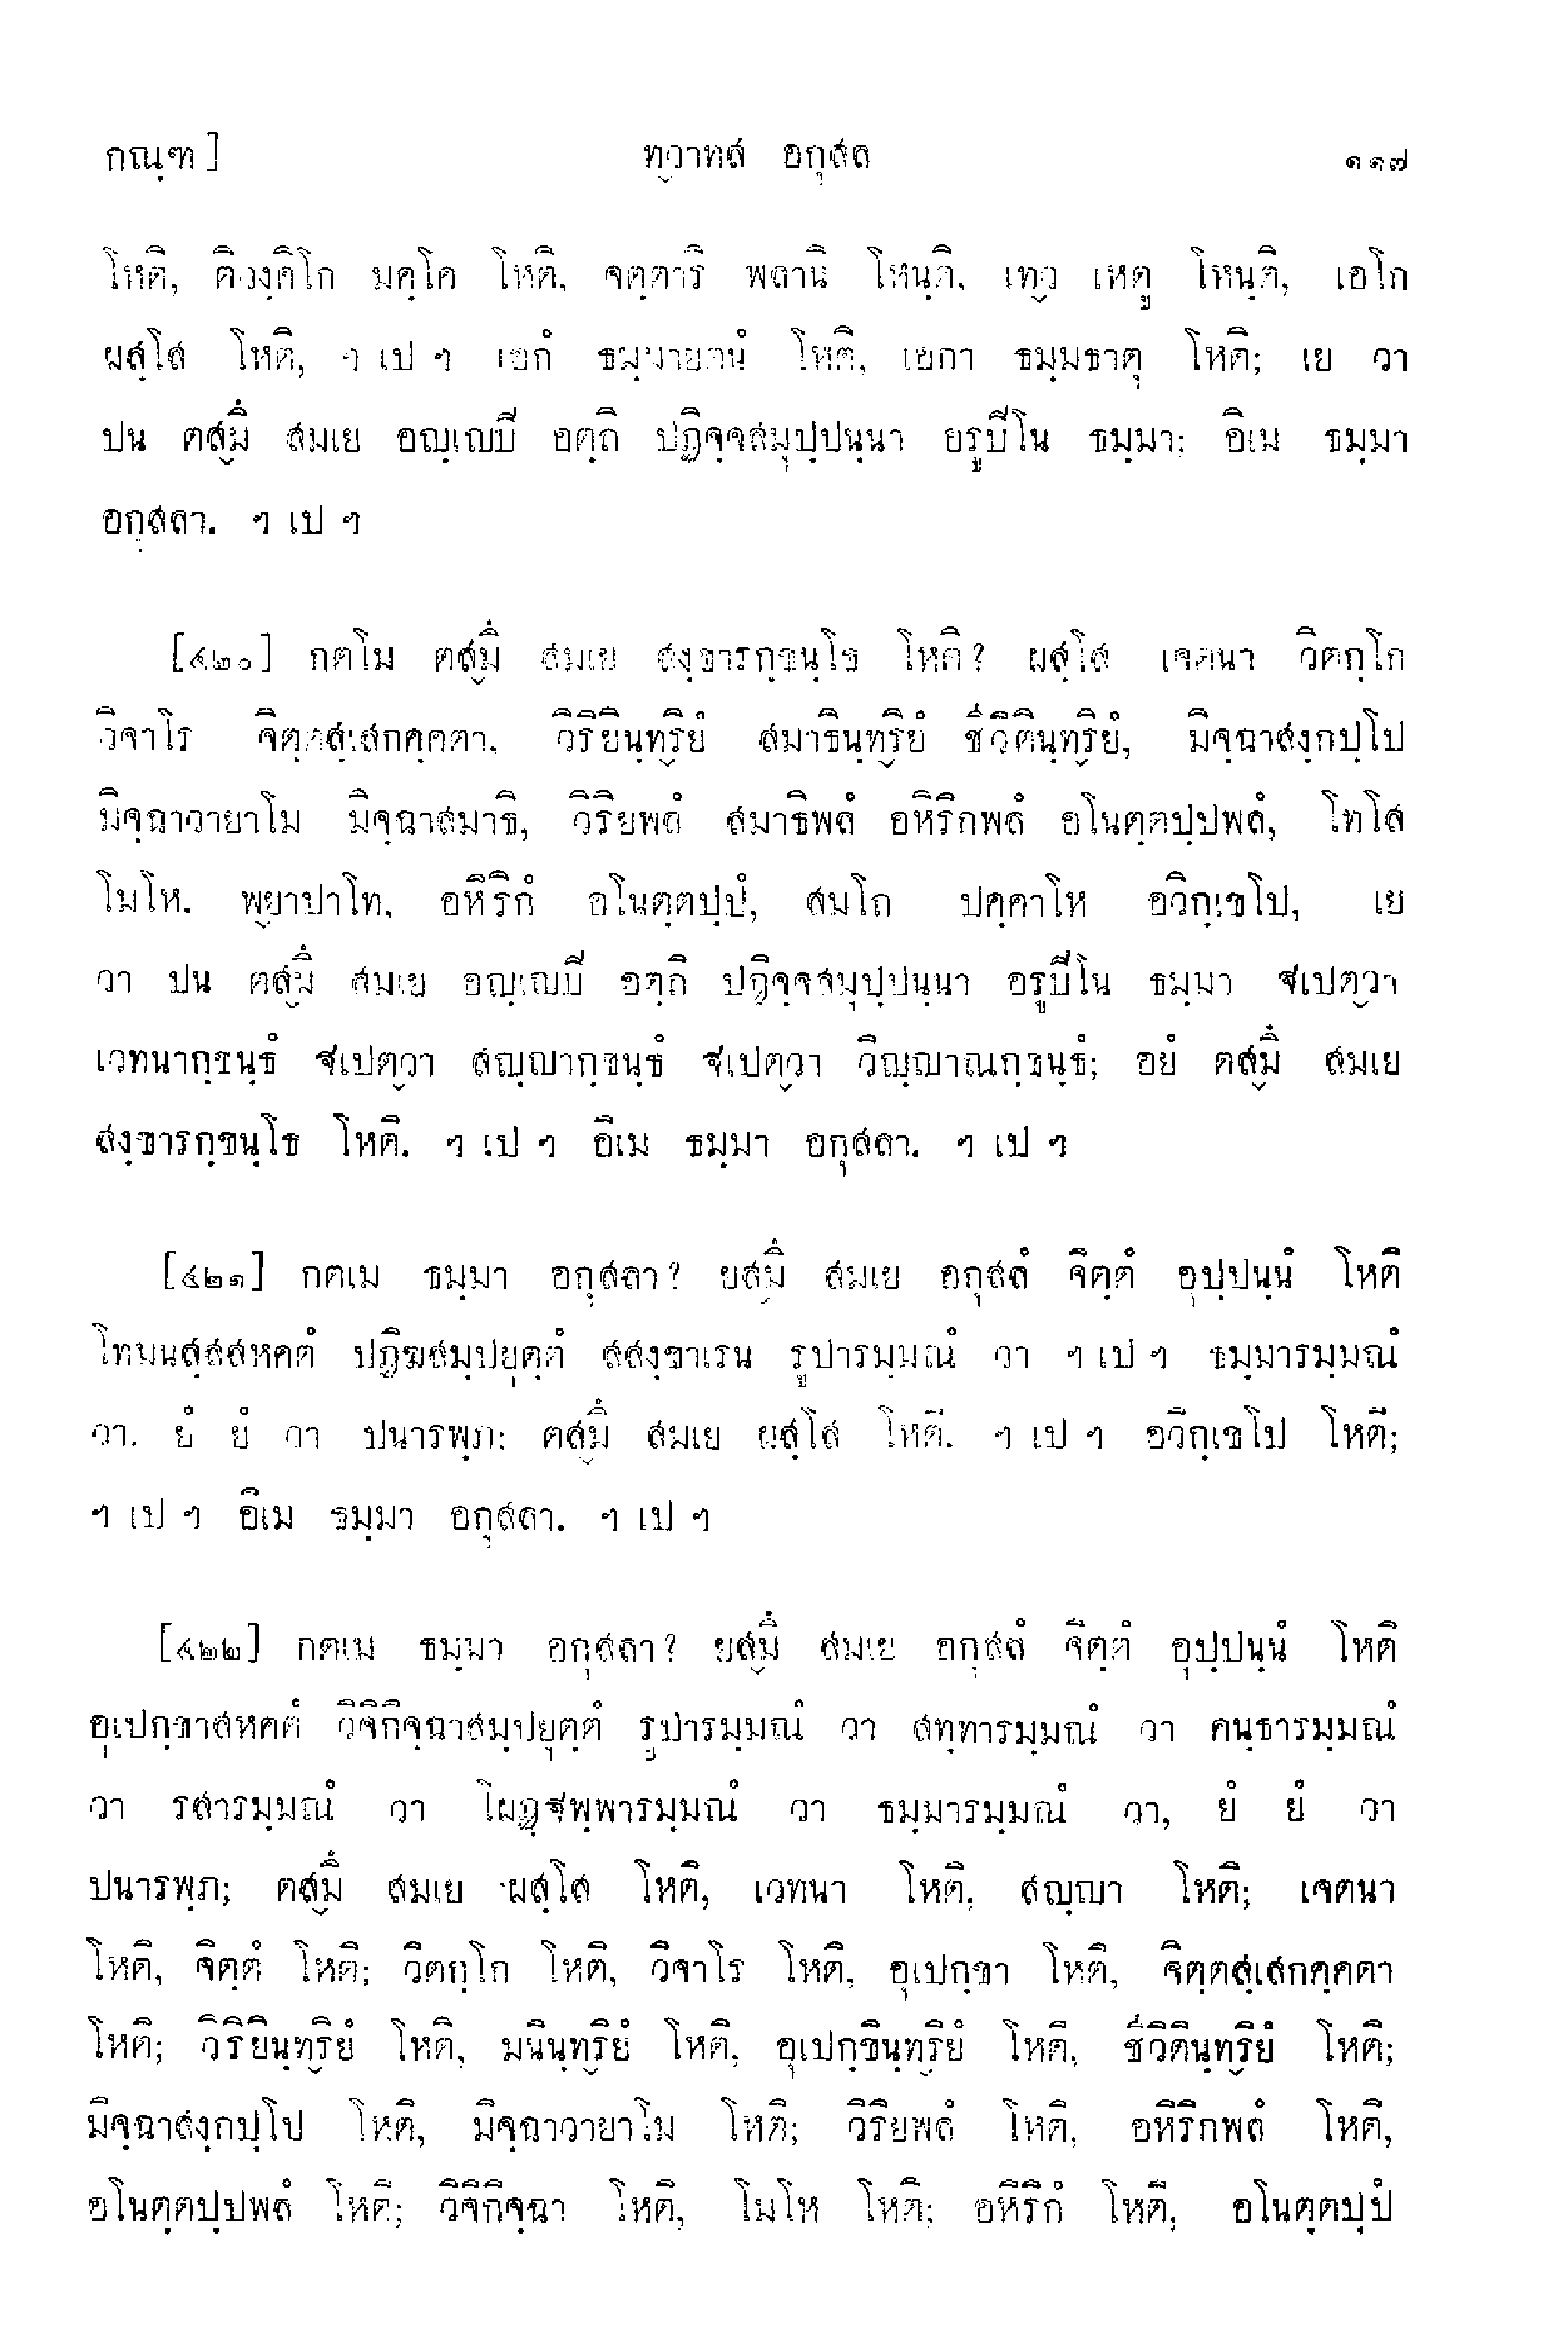 กณฺฑ] ทฺวาทส อกุสล ๑๑๗
โหติ, ติวงฺคิโก มคฺโค โหติ, จตฺตาริ พลานิ โหนฺติ, เทฺว เหตู โหนฺติ, เอโก
ผสฺโส โหติ, ฯ เป ฯ เอกํ ธมฺมายตนํ โหติ, เอกา ธมฺมธาตุ โหติ; เย วา
ปน ตสฺมึ สมเย อญฺเญปิ อตฺถิ ปฏิจฺจสมุปฺปนฺนา อรูปิโน ธมฺมา; อิเม ธมฺมา
อกุสลา. ฯ เป ฯ
[๔๒๐] กตโม ตสฺมึ สมเย สงฺขารกฺขนฺโธ โหติ? ผสฺโส เจตนา วิตกฺโก
วิจาโร จิตฺตสฺเสกคฺคตา, วิริยินฺทฺริยํ สมาธินฺทฺริยํ ชีวิตินฺทฺริยํ, มิจฺฉาสงฺกปฺโป
มิจฺฉาวายาโม มิจฺฉาสมาธิ, วิริยพลํ สมาธิพลํ อหิริกพลํ อโนตฺตปฺปพลํ, โทโส
โมโห, พฺยาปาโท, อหิริกํ อโนตฺตปฺปํ, สมโถ ปคฺคาโห อวิกฺเขโป, เย
วา ปน ตสฺมึ สมเย อญฺเญปิ อตฺถิ ปฏิจฺจสมุปฺปนฺนา อรูปิโน ธมฺมา ฐเปตฺวา
เวทนากฺขนฺธํ ฐเปตฺวา สญฺญากฺขนฺธํ ฐเปตฺวา วิญฺญาณกฺขนฺธํ; อยํ ตสฺมึ สมเย
สงฺขารกฺขนฺโธ โหติ. ฯ เป ฯ อิเม ธมฺมา อกุสลา. ฯ เป ฯ
[๔๒๑] กตเม ธมฺมา อกุสลา? ยสฺมึ สมเย อกุสลํ จิตฺตํ อุปฺปนฺนํ โหติ
โทมนสฺสสหคตํ ปฏิฆสมฺปยุตฺตํ สสงฺขาเรน รูปารมฺมณํ วา ฯ เป ฯ ธมฺมารมฺมณํ
วา, ยํ ยํ วา ปนารพฺภ; ตสฺมึ สมเย ผสฺโส โหติ. ฯ เป ฯ อวิกฺเขโป โหติ;
ฯ เป ฯ อิเม ธมฺมา อกุสลา. ฯ เป ฯ
[๔๒๒] กตเม ธมฺมา อกุสลา? ยสฺมึ สมเย อกุสลํ จิตฺตํ อุปฺปนฺนํ โหติ
อุเปกฺขาสหคตํ วิจิกิจฺฉาสมฺปยุตฺตํ รูปารมฺมณํ วา สทฺทารมฺมณํ วา คนฺธารมฺมณํ
วา รสารมฺมณํ วา โผฏฺฐพฺพารมฺมณํ วา ธมฺมารมฺมณํ วา, ยํ ยํ วา
ปนารพฺภ; ตสฺมึ สมเย ผสฺโส โหติ, เวทนา โหติ, สญฺญา โหติ; เจตนา
โหติ, จิตฺตํ โหติ; วิตกฺโก โหติ, วิจาโร โหติ, อุเปกฺขา โหติ, จิตฺตสฺเสกคฺคตา
โหติ; วิริยินฺทฺริยํ โหติ, มนินฺทฺริยํ โหติ, อุเปกฺขินฺทฺริยํ โหติ, ชีวิตินฺทฺริยํ โหติ;
มิจฺฉาสงฺกปฺโป โหติ, มิจฺฉาวายาโม โหติ; วิริยพลํ โหติ, อหิริกพลํ โหติ,
อโนตฺตปฺปพลํ โหติ; วิจิกิจฺฉา โหติ, โมโห โหติ; อหิริกํ โหติ, อโนตฺตปฺปํ